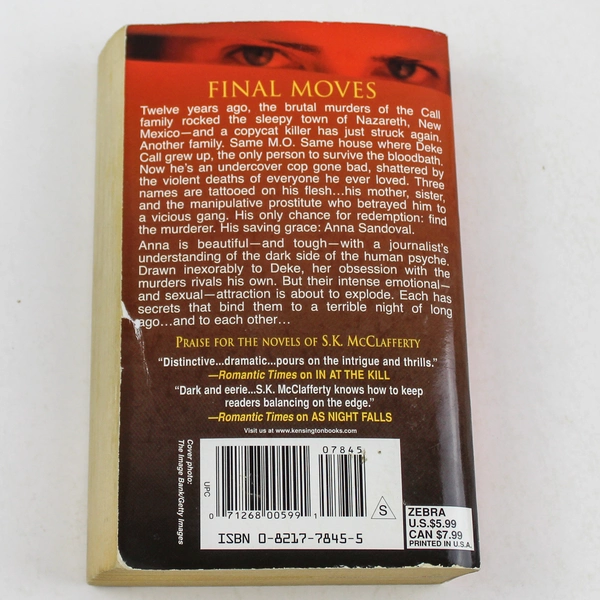 FINAL MOVES
Twelve years ago, the brutal murders of the Call
family rocked the sleepy town of Nazareth, New
Mexico—and a copycat killer has just struck again.
Another family. Same M.O. Same house where Deke
Call grew up, the only person to survive the bloodbath.
Now he's an undercover cop gone bad, shattered by
the violent deaths of everyone he ever loved. Three
names are tattooed on his flesh...his mother, sister,
and the manipulative prostitute who betrayed him to
a vicious gang. His only chance for redemption: find
the murderer. His saving grace: Anna Sandoval.
Anna is beautiful—and tough—with a journalist's
understanding of the dark side of the human psyche.
Drawn inexorably to Deke, her obsession with the
murders rivals his own. But their intense emotional—
and sexual—attraction is about to explode. Each has
secrets that bind them to a terrible night of long
ago...and to each other...
PRAISE FOR THE NOVELS OF S.K. MCCLAFFERTY
"Distinctive...dramatic...pours on the intrigue and thrills."
—Romantic Times on IN AT THE KILL
"Dark and eerie...S.K. McClafferty knows how to keep
readers balancing on the edge."
—Romantic Times on AS NIGHT FALLS
Visit us at www.kensingtonbooks.com
Cover photo:
The Image Bank/Getty Images
UPC
07845
0 71268 00599 1
S
ISBN 0-8217-7845-5
ZEBRA
U.S.$5.99
CAN $7.99
PRINTED IN U.S.A.